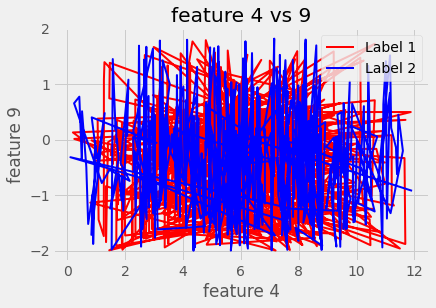 feature 4 vs 9
Label 1
Label 2
2
1
0
−1
−2
feature 9
0 2 4 6 8 10 12
feature 4